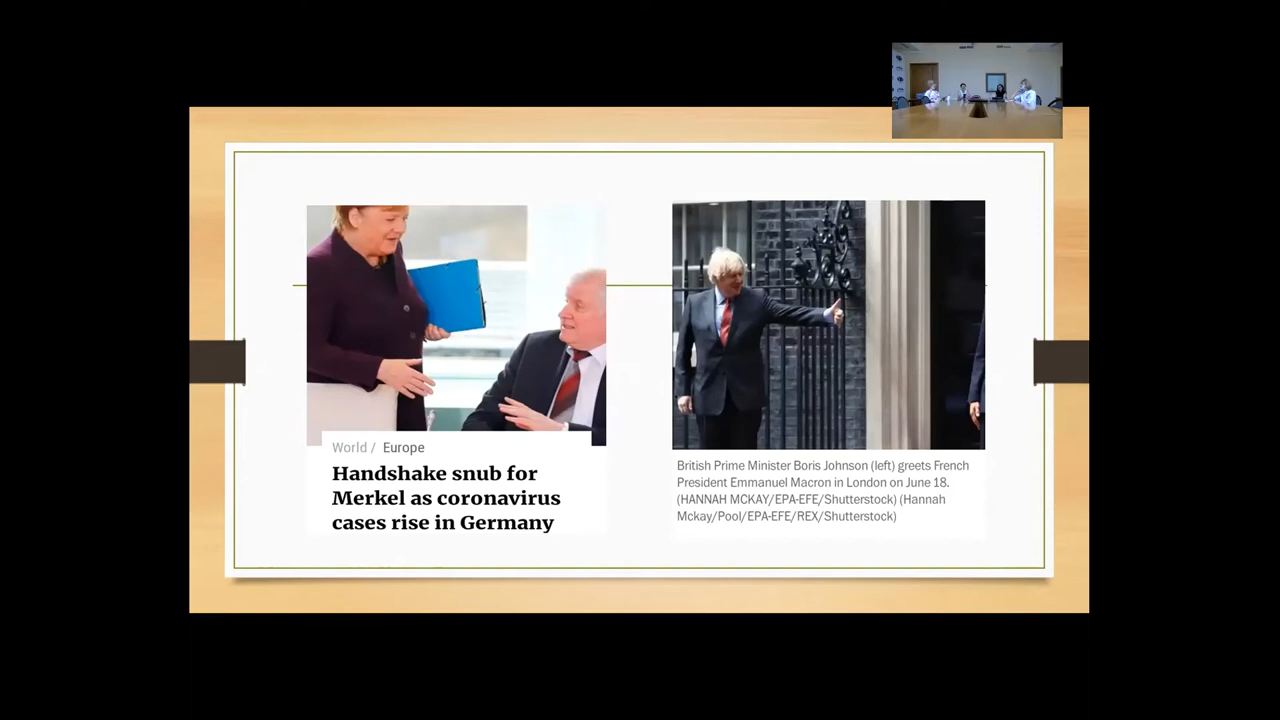 World / Europe
Handshake snub for
Merkel as coronavirus
cases rise in Germany
British Prime Minister Boris Johnson (left) greets French
President Emmanuel Macron in London on June 18.
(HANNAH MCKAY/EPA-EFE/Shutterstock) (Hannah
Mckay/Pool/EPA-EFE/REX/Shutterstock)